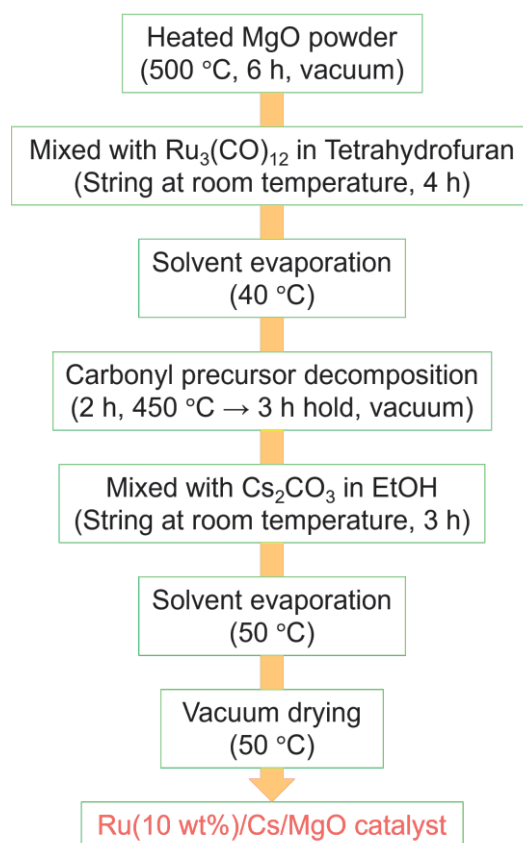 Heated MgO powder
(500 °C, 6 h, vacuum)
Mixed with Ru₃(CO)₁₂ in Tetrahydrofuran
(String at room temperature, 4 h)
Solvent evaporation
(40 °C)
Carbonyl precursor decomposition
(2 h, 450 °C → 3 h hold, vacuum)
Mixed with Cs₂CO₃ in EtOH
(String at room temperature, 3 h)
Solvent evaporation
(50 °C)
Vacuum drying
(50 °C)
Ru(10 wt%)/Cs/MgO catalyst